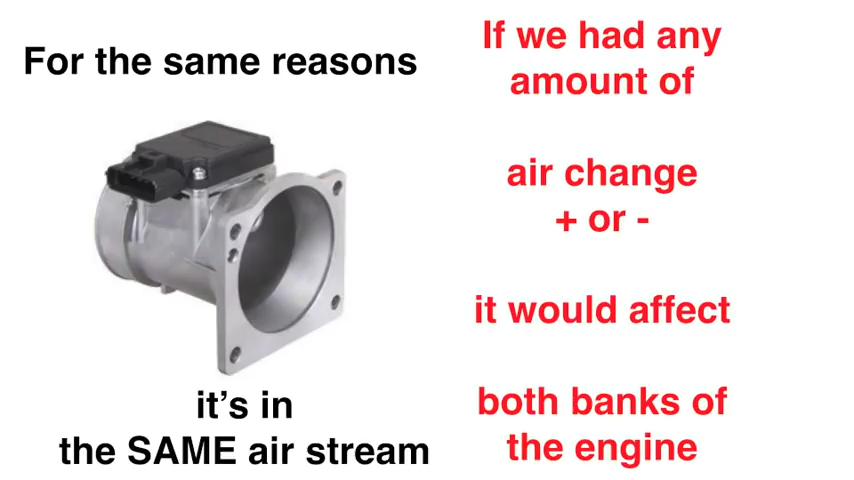 For the same reasons
it's in
the SAME air stream
If we had any
amount of
air change
+ or -
it would affect
both banks of
the engine